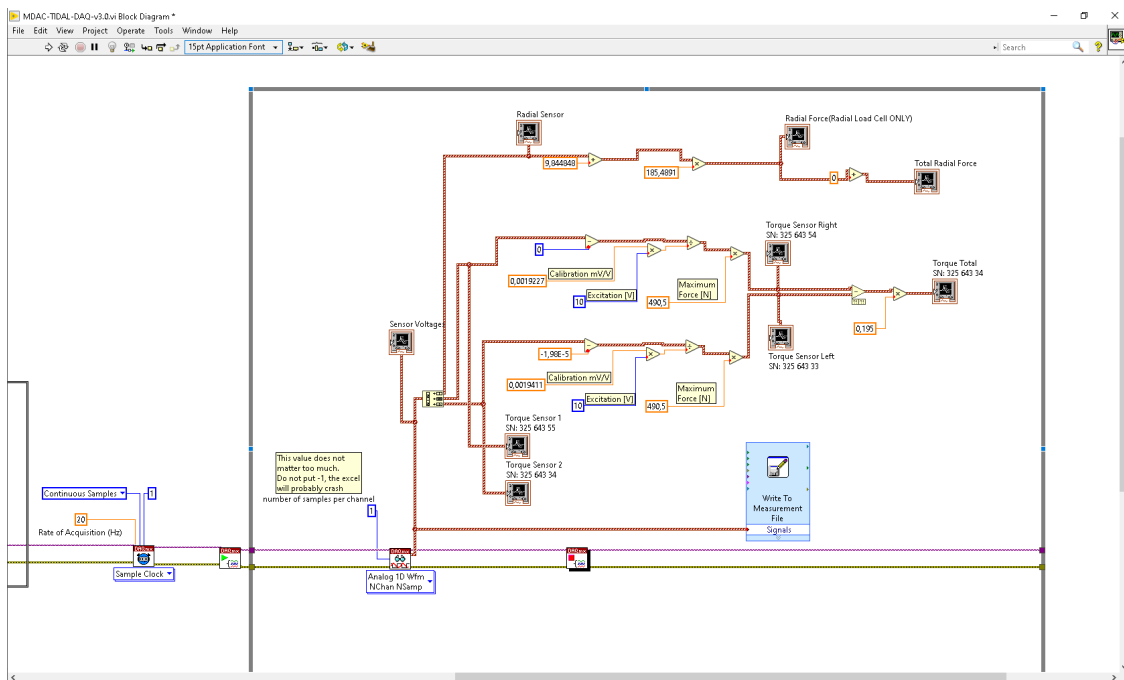 MDAC-TIDAL-DAQ-v3.0.vi Block Diagram *
File Edit View Project Operate Tools Window Help
15pt Application Font
Search
Radial Sensor
9,844848
185,4891
Radial Force(Radial Load Cell ONLY)
0
Total Radial Force
0
0,0019227
Calibration mV/V
10
Excitation [V]
Maximum
Force [N]
490,5
Torque Sensor Right
SN: 325 643 54
Torque Total
SN: 325 643 34
0,195
Sensor Voltage
-1,98E-5
0,0019411
Calibration mV/V
10
Excitation [V]
Maximum
Force [N]
490,5
Torque Sensor Left
SN: 325 643 33
Torque Sensor 1
SN: 325 643 55
Torque Sensor 2
SN: 325 643 34
This value does not
matter too much.
Do not put -1, the excel
will probably crash
number of samples per channel
1
Write To
Measurement
File
Signals
Continuous Samples
1
20
Rate of Acquisition (Hz)
DAQmx
Sample Clock
DAQmx
DAQmx
Analog 1D Wfm
NChan NSamp
DAQmx